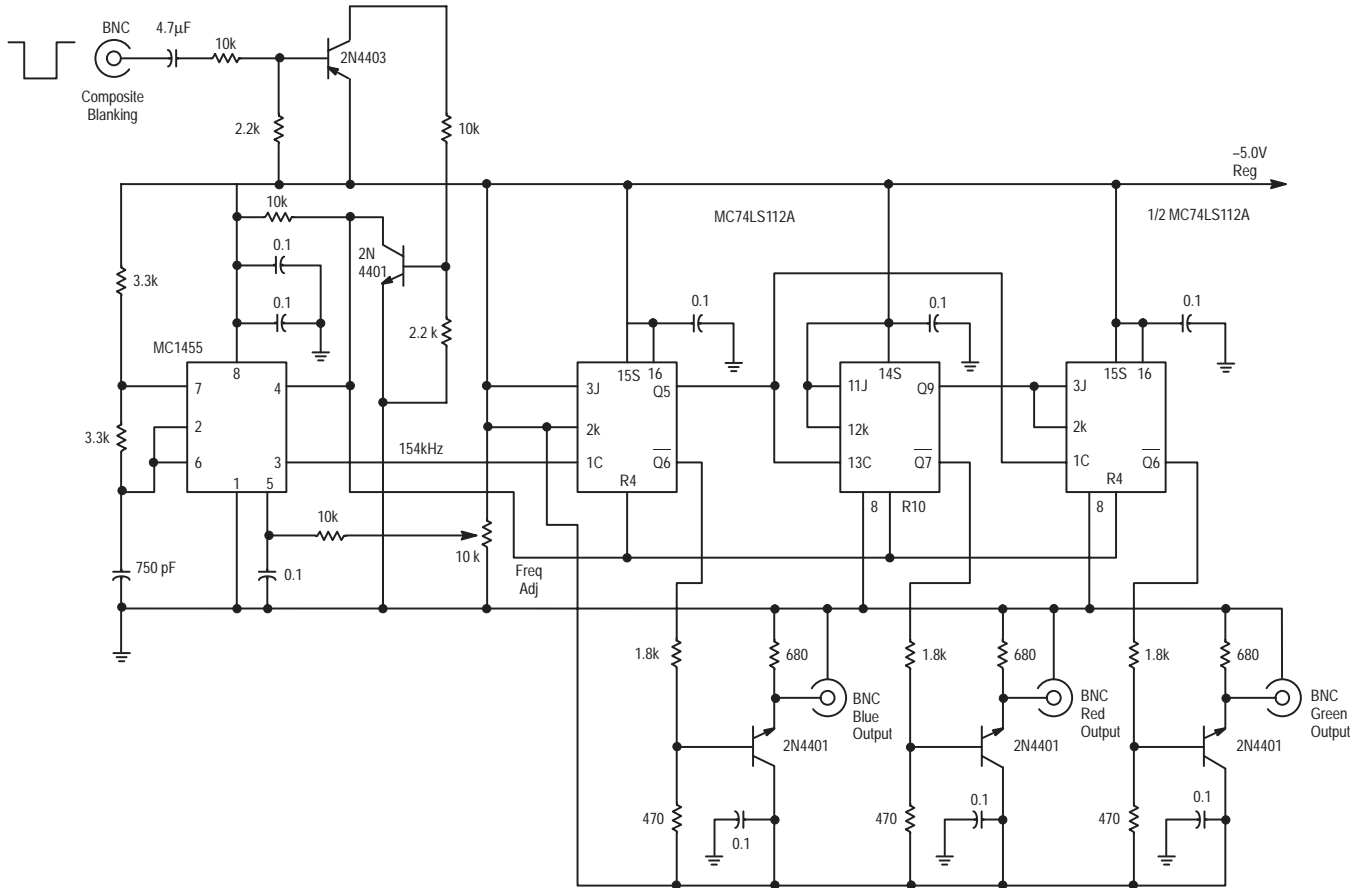 BNC
4.7µF
10k
2N4403
Composite
Blanking
2.2k
10k
–5.0V
Reg
10k
MC74LS112A
1/2 MC74LS112A
0.1
2N
4401
3.3k
0.1
2.2 k
0.1
0.1
0.1
MC1455
8
7
4
2
6
3
1
5
3.3k
154kHz
3J
15S
16
Q5
2k
1C
Q6
R4
11J
14S
Q9
12k
13C
Q7
8
R10
3J
15S
16
2k
1C
Q6
R4
8
10k
10 k
Freq
Adj
750 pF
0.1
1.8k
680
BNC
Blue
Output
2N4401
470
0.1
1.8k
680
BNC
Red
Output
2N4401
470
0.1
1.8k
680
BNC
Green
Output
2N4401
470
0.1